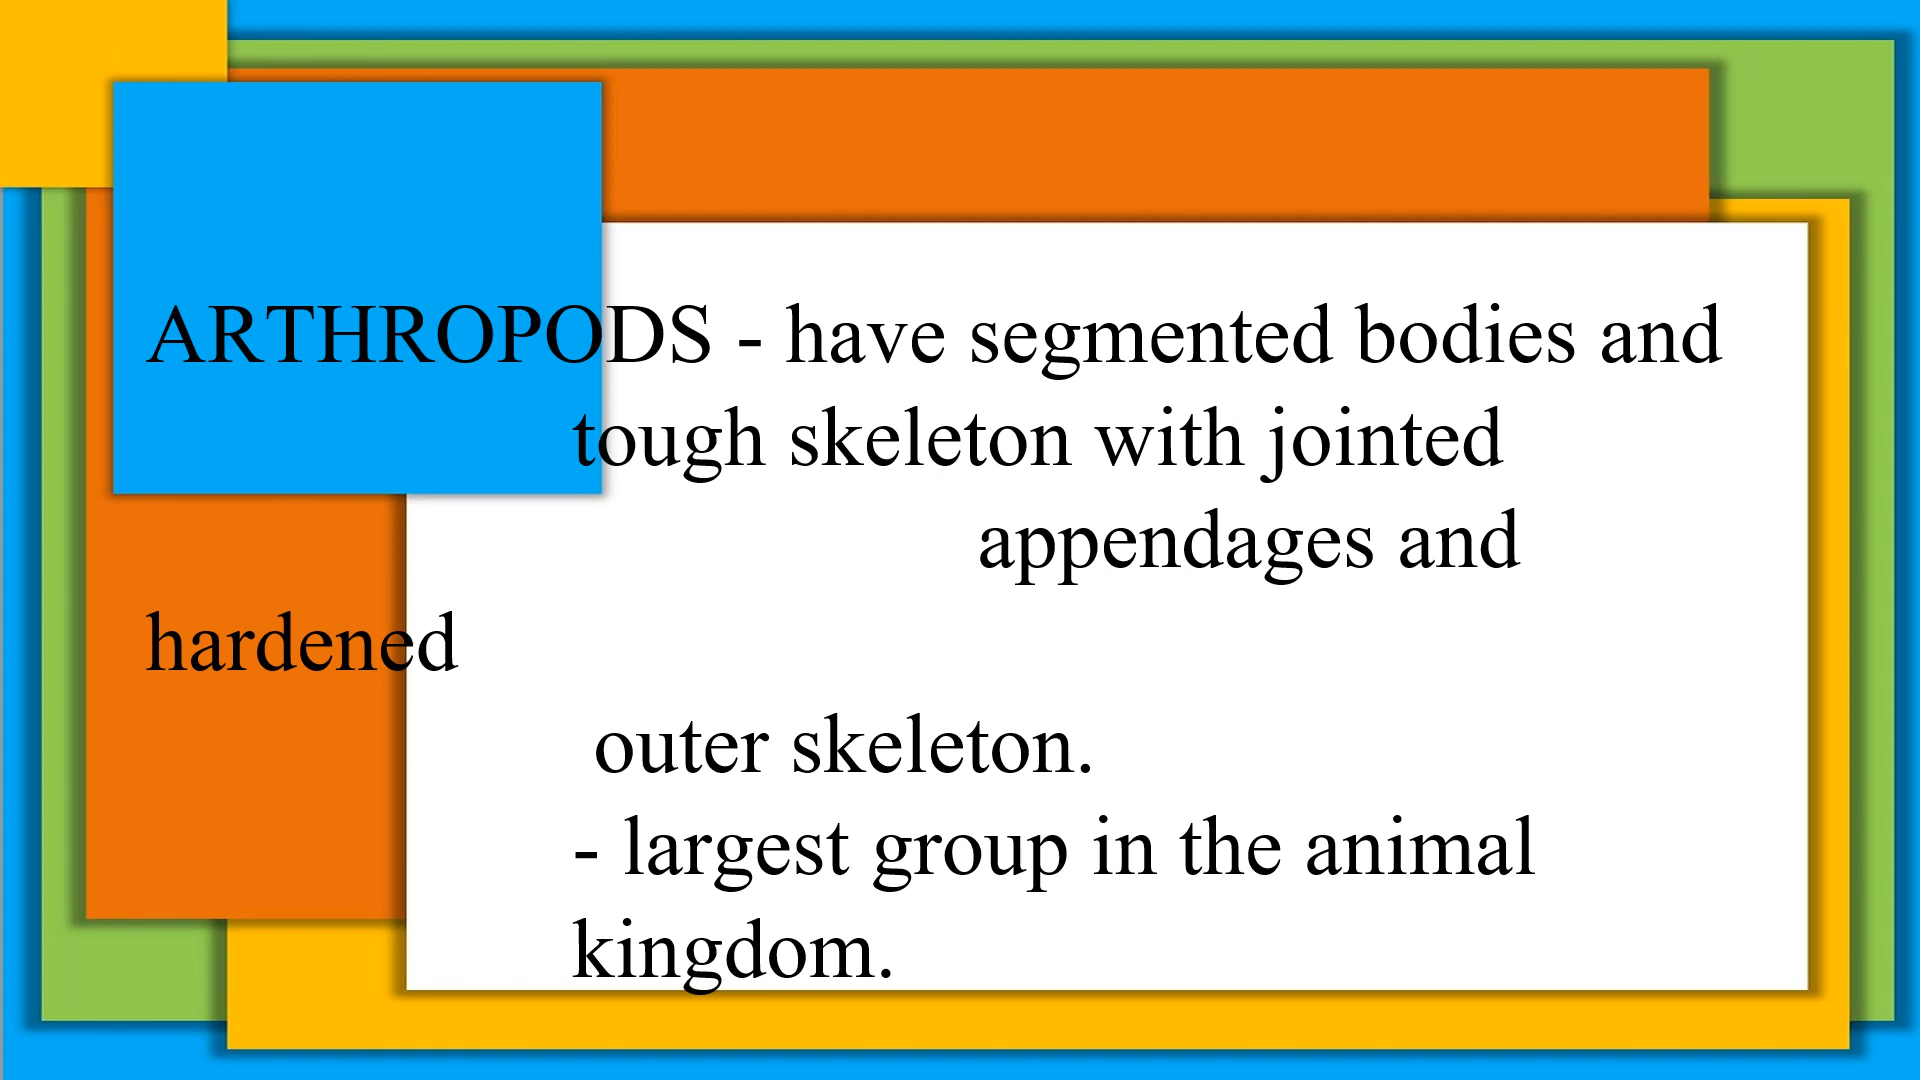 ARTHROPODS - have segmented bodies and
tough skeleton with jointed
appendages and
hardened
outer skeleton.
- largest group in the animal
kingdom.